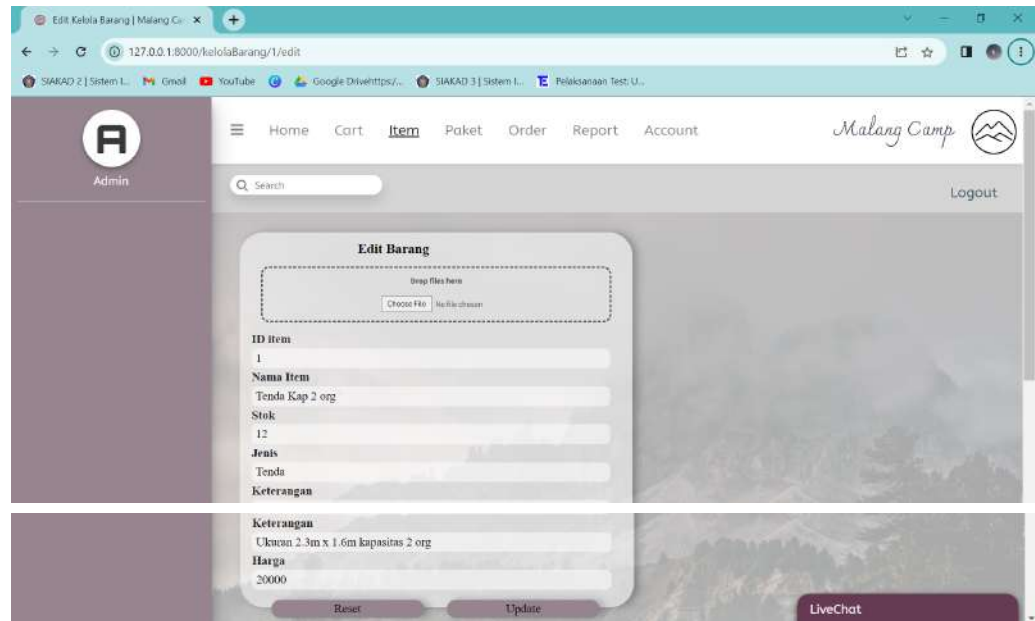 Edit Kelola Barang | Malang Ca
127.0.0.1:8000/kelolaBarang/1/edit
SIAKAD 2 | Sistem I... Gmail YouTube Google Drivehttps:/... SIAKAD 3 | Sistem I... Pelaksanaan Test: U...
Home Cart Item Paket Order Report Account Malang Camp
A
Admin
Search
Logout
Edit Barang
Drop files here
Choose File No file chosen
ID item
1
Nama Item
Tenda Kap 2 org
Stok
12
Jenis
Tenda
Keterangan
Keterangan
Ukuran 2.3m x 1.6m kapasitas 2 org
Harga
20000
Reset Update
LiveChat